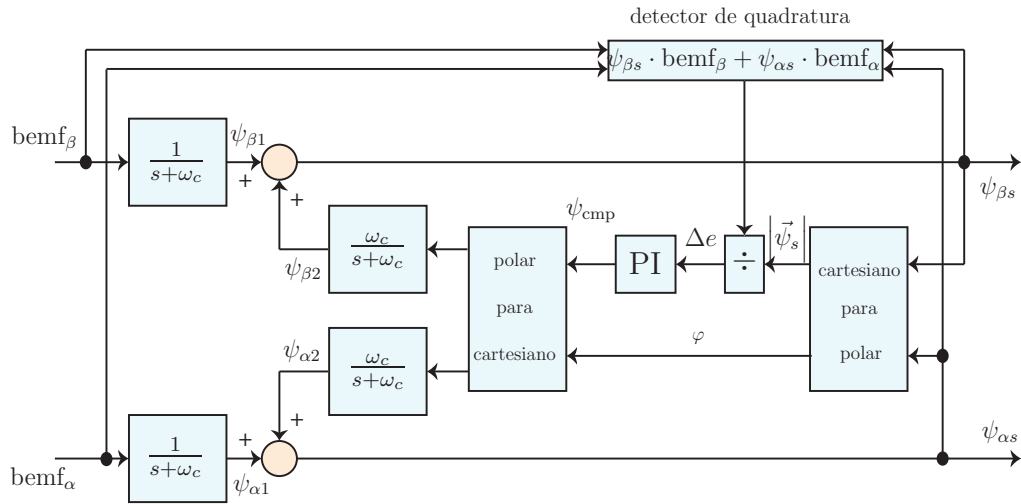 detector de quadratura
ψβs · bemfβ + ψαs · bemfα
bemfβ
1
s+ωc
ψβ1
+
+
ψβs
ψcmp
ωc
s+ωc
ψβ2
polar
para
cartesiano
PI
Δe
÷
|ψ⃗s|
cartesiano
para
polar
φ
ωc
s+ωc
ψα2
+
+
1
s+ωc
bemfα
ψα1
ψαs